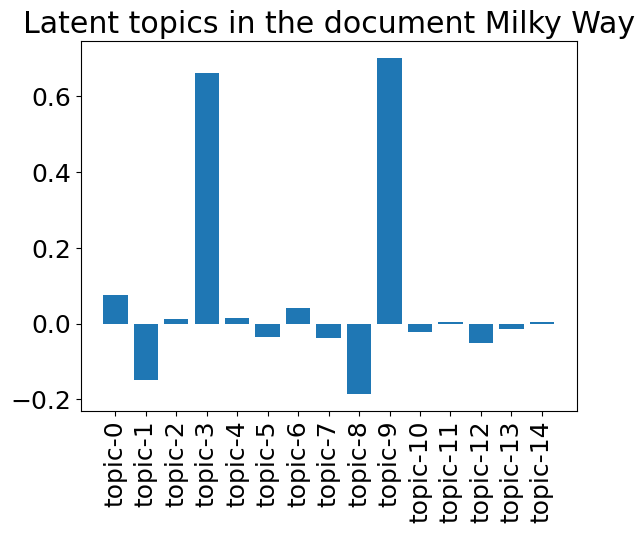 Latent topics in the document Milky Way
0.6
0.4
0.2
0.0
−0.2
topic-0
topic-1
topic-2
topic-3
topic-4
topic-5
topic-6
topic-7
topic-8
topic-9
topic-10
topic-11
topic-12
topic-13
topic-14